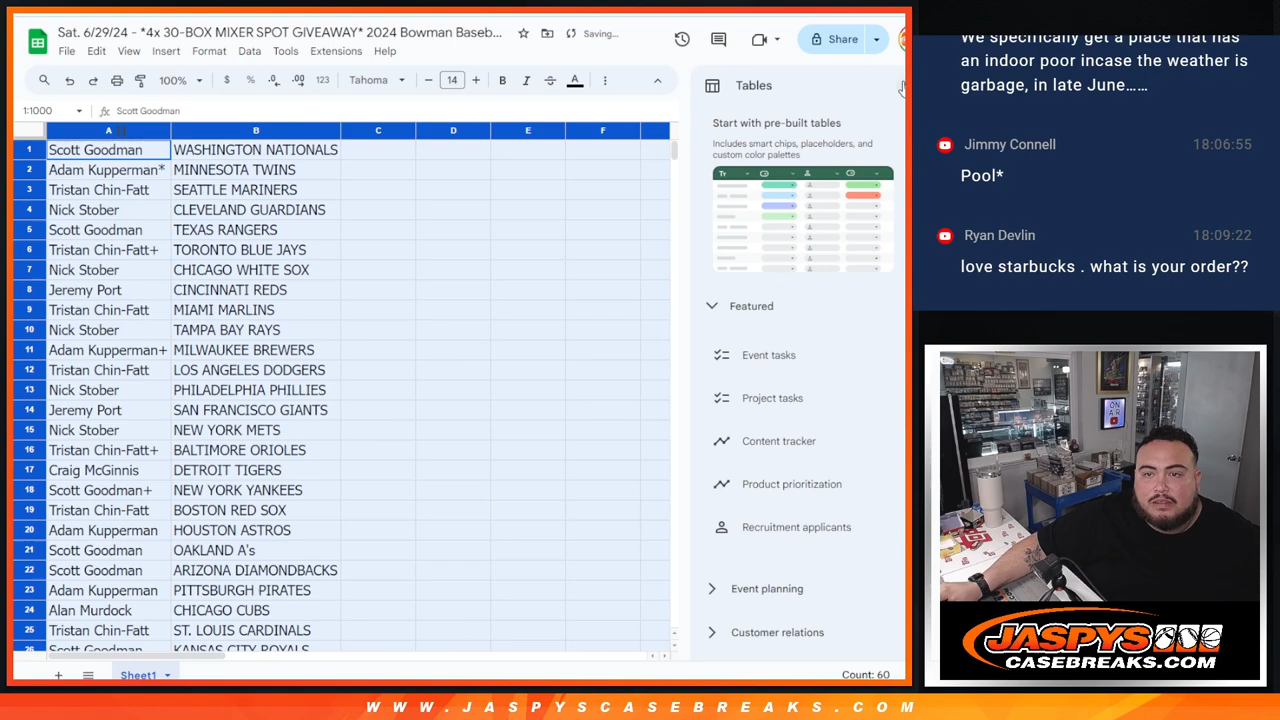 Sat. 6/29/24 - *4x 30-BOX MIXER SPOT GIVEAWAY* 2024 Bowman Baseb...
Saving...
File Edit View Insert Format Data Tools Extensions Help
Share
100% $ % .0 .00 123 Tahoma 14 B I A
1:1000 fx Scott Goodman
A B C D E F
1 Scott Goodman WASHINGTON NATIONALS
2 Adam Kupperman* MINNESOTA TWINS
3 Tristan Chin-Fatt SEATTLE MARINERS
4 Nick Stober CLEVELAND GUARDIANS
5 Scott Goodman TEXAS RANGERS
6 Tristan Chin-Fatt+ TORONTO BLUE JAYS
7 Nick Stober CHICAGO WHITE SOX
8 Jeremy Port CINCINNATI REDS
9 Tristan Chin-Fatt MIAMI MARLINS
10 Nick Stober TAMPA BAY RAYS
11 Adam Kupperman+ MILWAUKEE BREWERS
12 Tristan Chin-Fatt LOS ANGELES DODGERS
13 Nick Stober PHILADELPHIA PHILLIES
14 Jeremy Port SAN FRANCISCO GIANTS
15 Nick Stober NEW YORK METS
16 Tristan Chin-Fatt+ BALTIMORE ORIOLES
17 Craig McGinnis DETROIT TIGERS
18 Scott Goodman+ NEW YORK YANKEES
19 Tristan Chin-Fatt BOSTON RED SOX
20 Adam Kupperman HOUSTON ASTROS
21 Scott Goodman OAKLAND A's
22 Scott Goodman ARIZONA DIAMONDBACKS
23 Adam Kupperman PITTSBURGH PIRATES
24 Alan Murdock CHICAGO CUBS
25 Tristan Chin-Fatt ST. LOUIS CARDINALS
26 Scott Goodman KANSAS CITY ROYALS
Sheet1
Count: 60
Tables
Start with pre-built tables
Includes smart chips, placeholders, and
custom color palettes
Featured
Event tasks
Project tasks
Content tracker
Product prioritization
Recruitment applicants
Event planning
Customer relations
We specifically get a place that has
an indoor poor incase the weather is
garbage, in late June......
Jimmy Connell 18:06:55
Pool*
Ryan Devlin 18:09:22
love starbucks . what is your order??
ON
AIR
JASPYS
CASEBREAKS.COM
WWW.JASPYSCASEBREAKS.COM